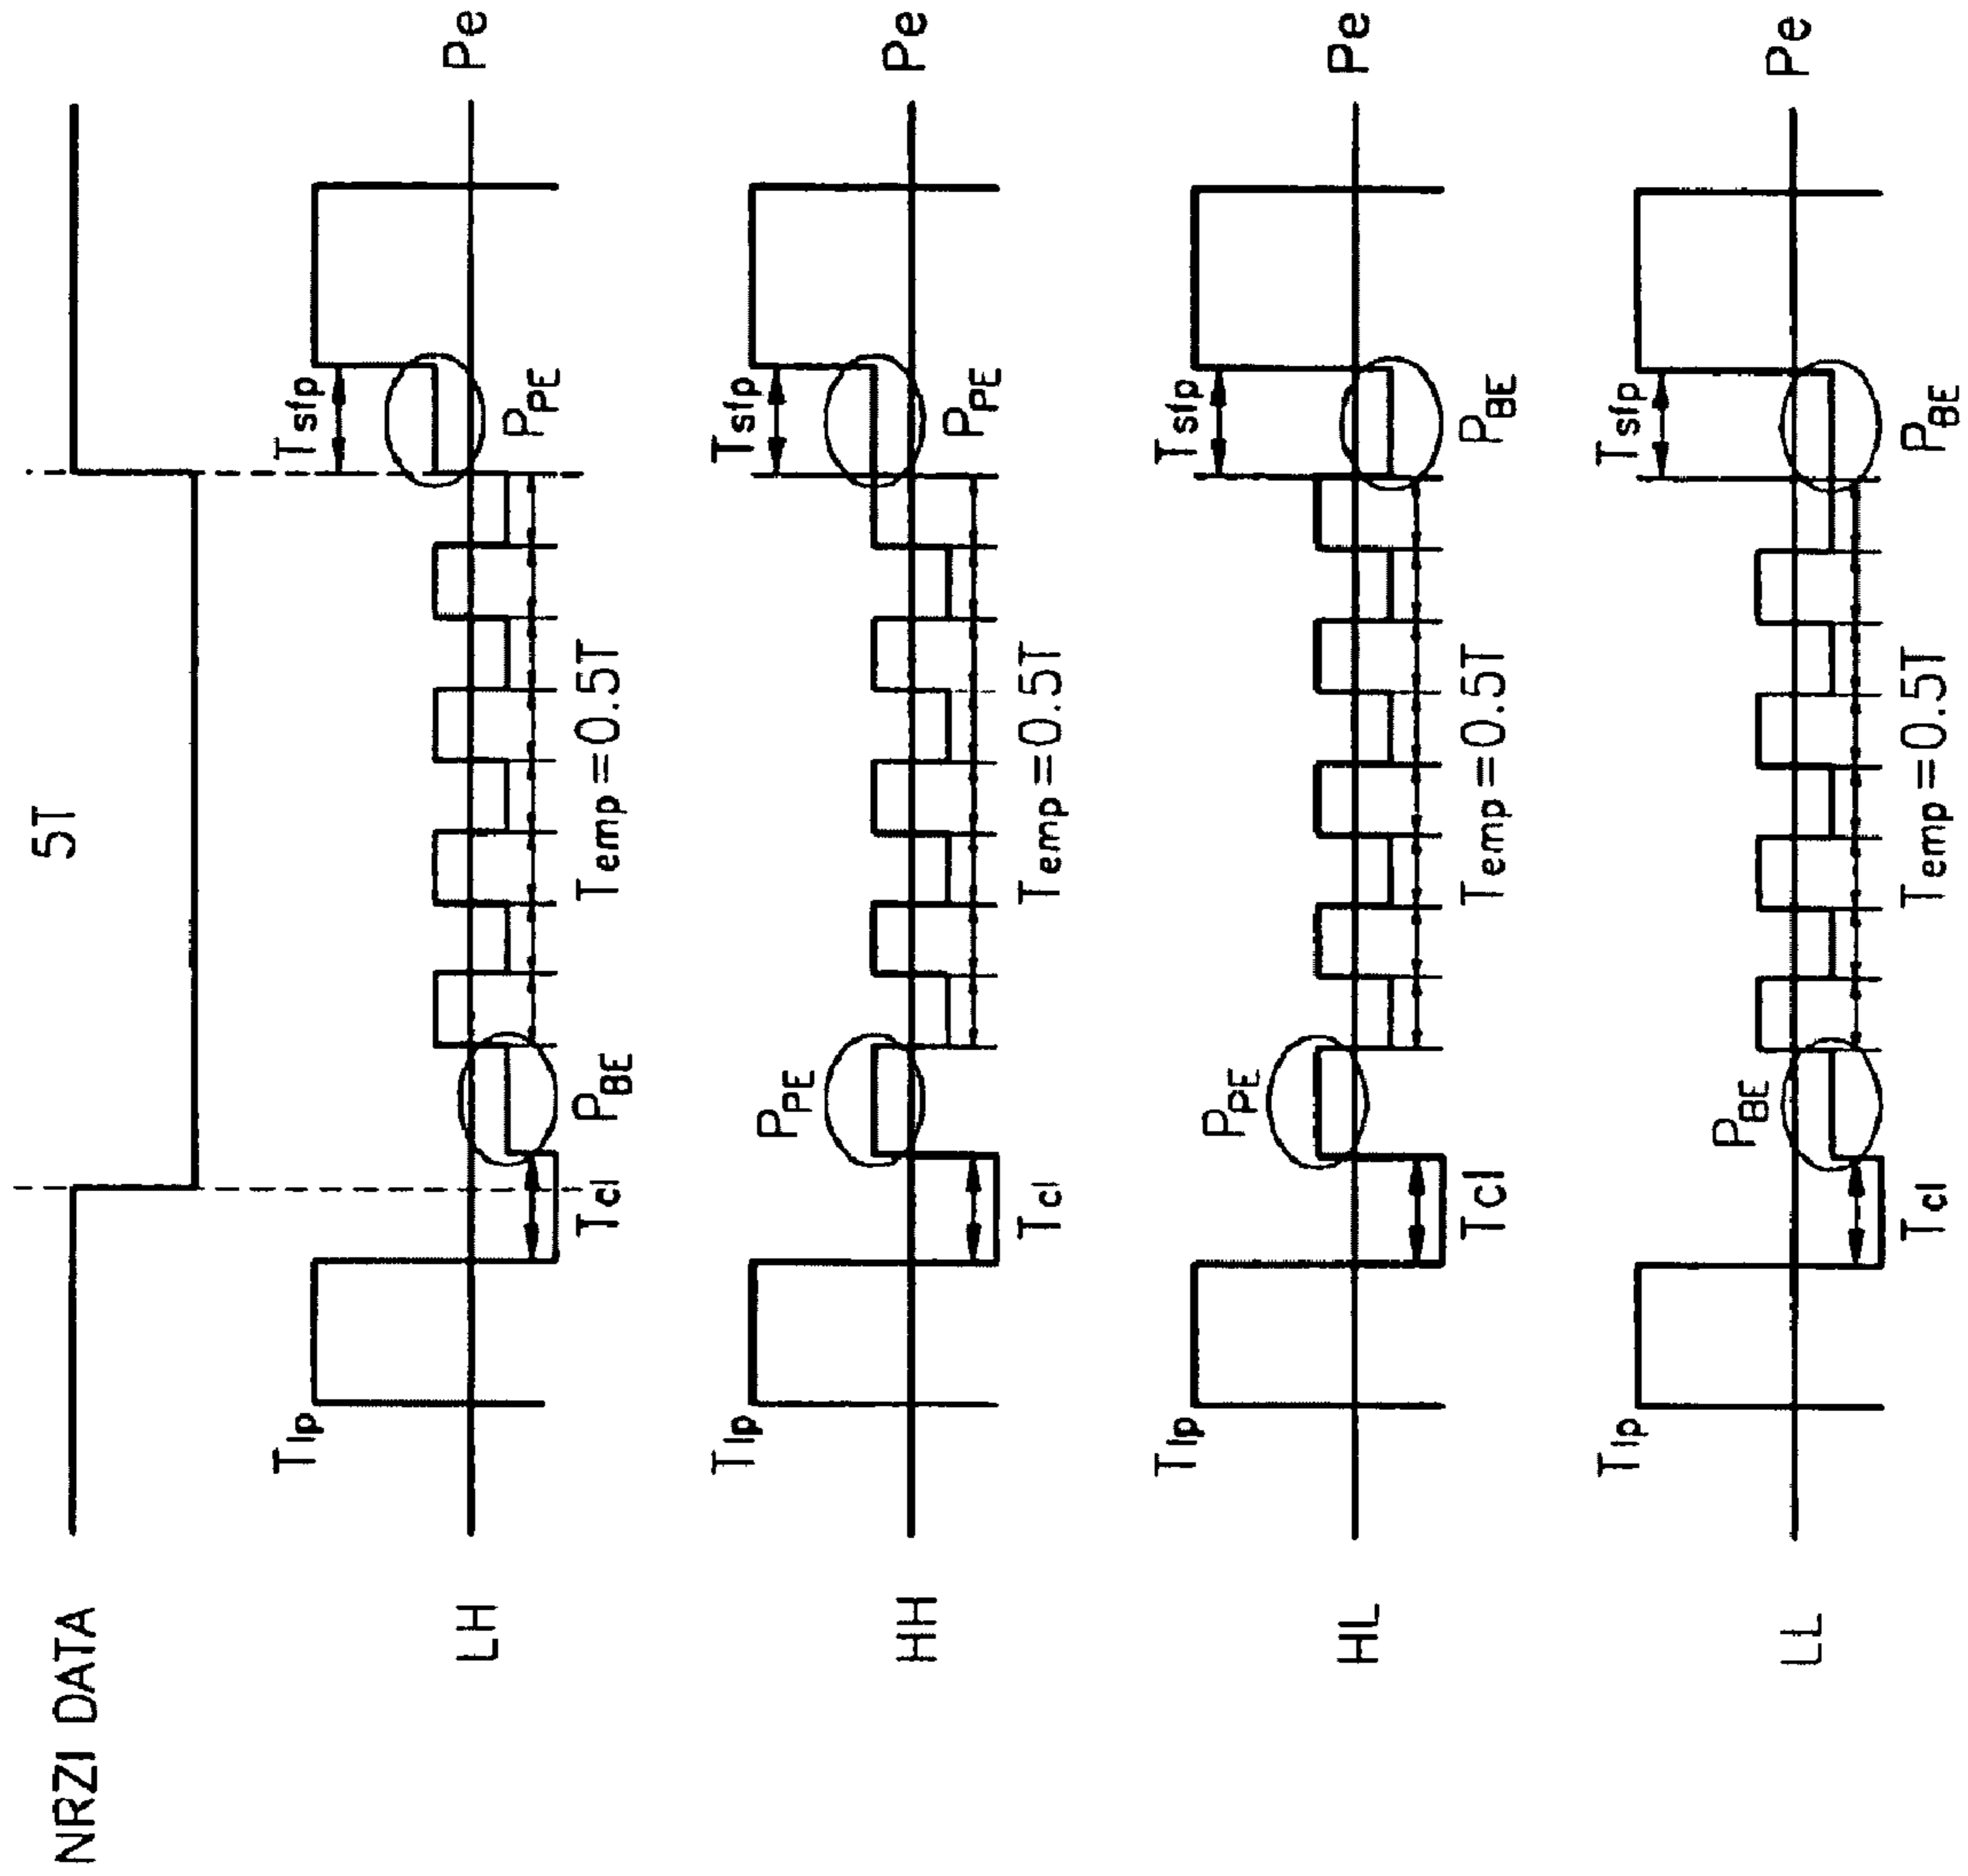 NRZI DATA
5T
LH
Tlp
Tcl
PBE
Temp=0.5T
Tsfp
PPE
Pe
HH
Tlp
Tcl
PPE
Temp=0.5T
Tsfp
PPE
Pe
HL
Tlp
Tcl
PPE
Temp=0.5T
Tsfp
PBE
Pe
LL
Tlp
Tcl
PBE
Temp=0.5T
Tsfp
PBE
Pe